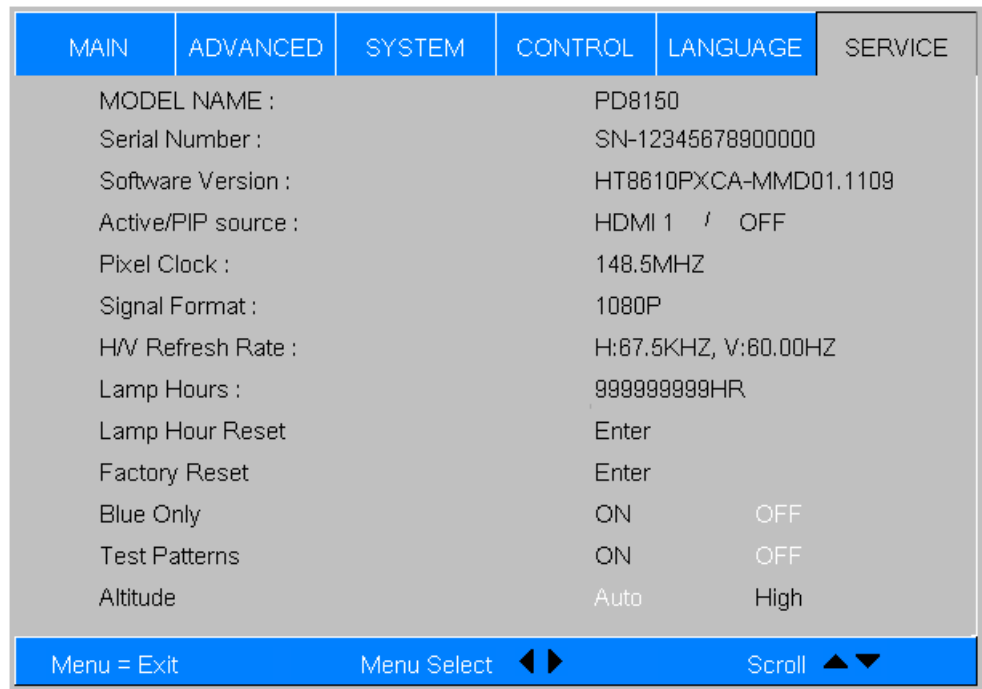 MAIN ADVANCED SYSTEM CONTROL LANGUAGE SERVICE
MODEL NAME : PD8150
Serial Number : SN-12345678900000
Software Version : HT8610PXCA-MMD01.1109
Active/PIP source : HDMI 1 / OFF
Pixel Clock : 148.5MHZ
Signal Format : 1080P
H/V Refresh Rate : H:67.5KHZ, V:60.00HZ
Lamp Hours : 999999999HR
Lamp Hour Reset Enter
Factory Reset Enter
Blue Only ON OFF
Test Patterns ON OFF
Altitude Auto High
Menu = Exit Menu Select Scroll